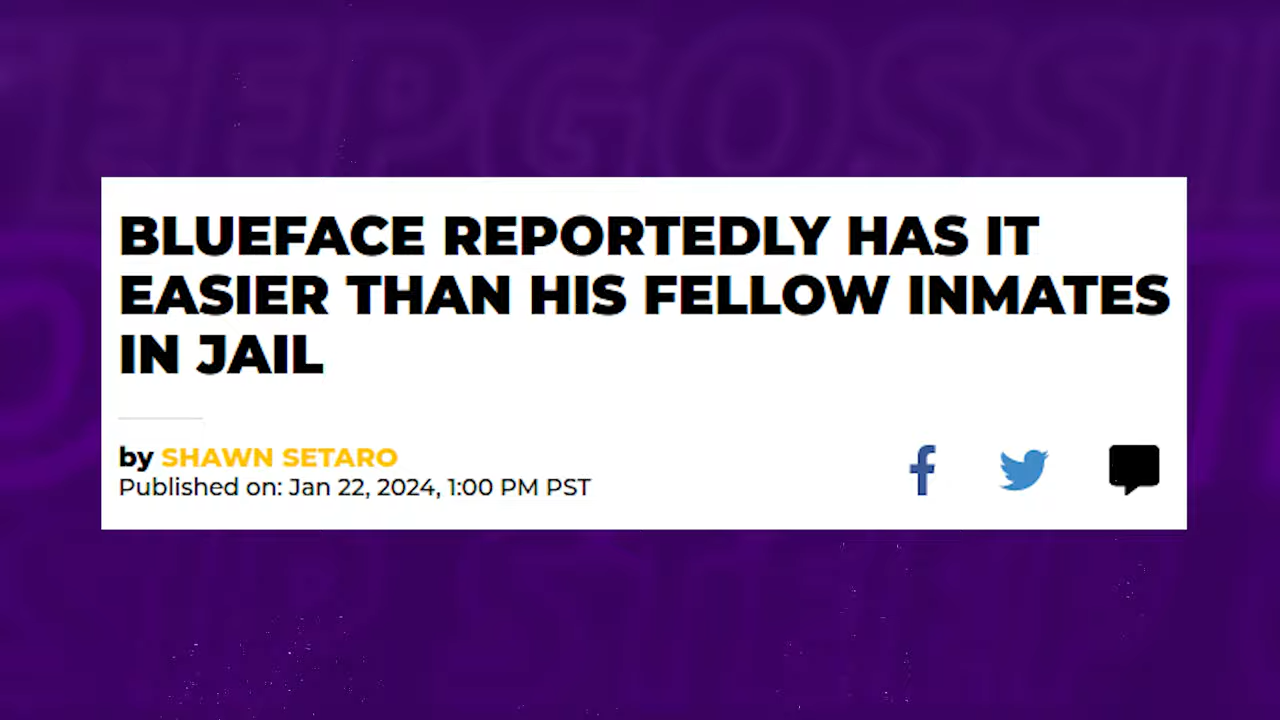 BLUEFACE REPORTEDLY HAS IT
EASIER THAN HIS FELLOW INMATES
IN JAIL
by SHAWN SETARO
Published on: Jan 22, 2024, 1:00 PM PST